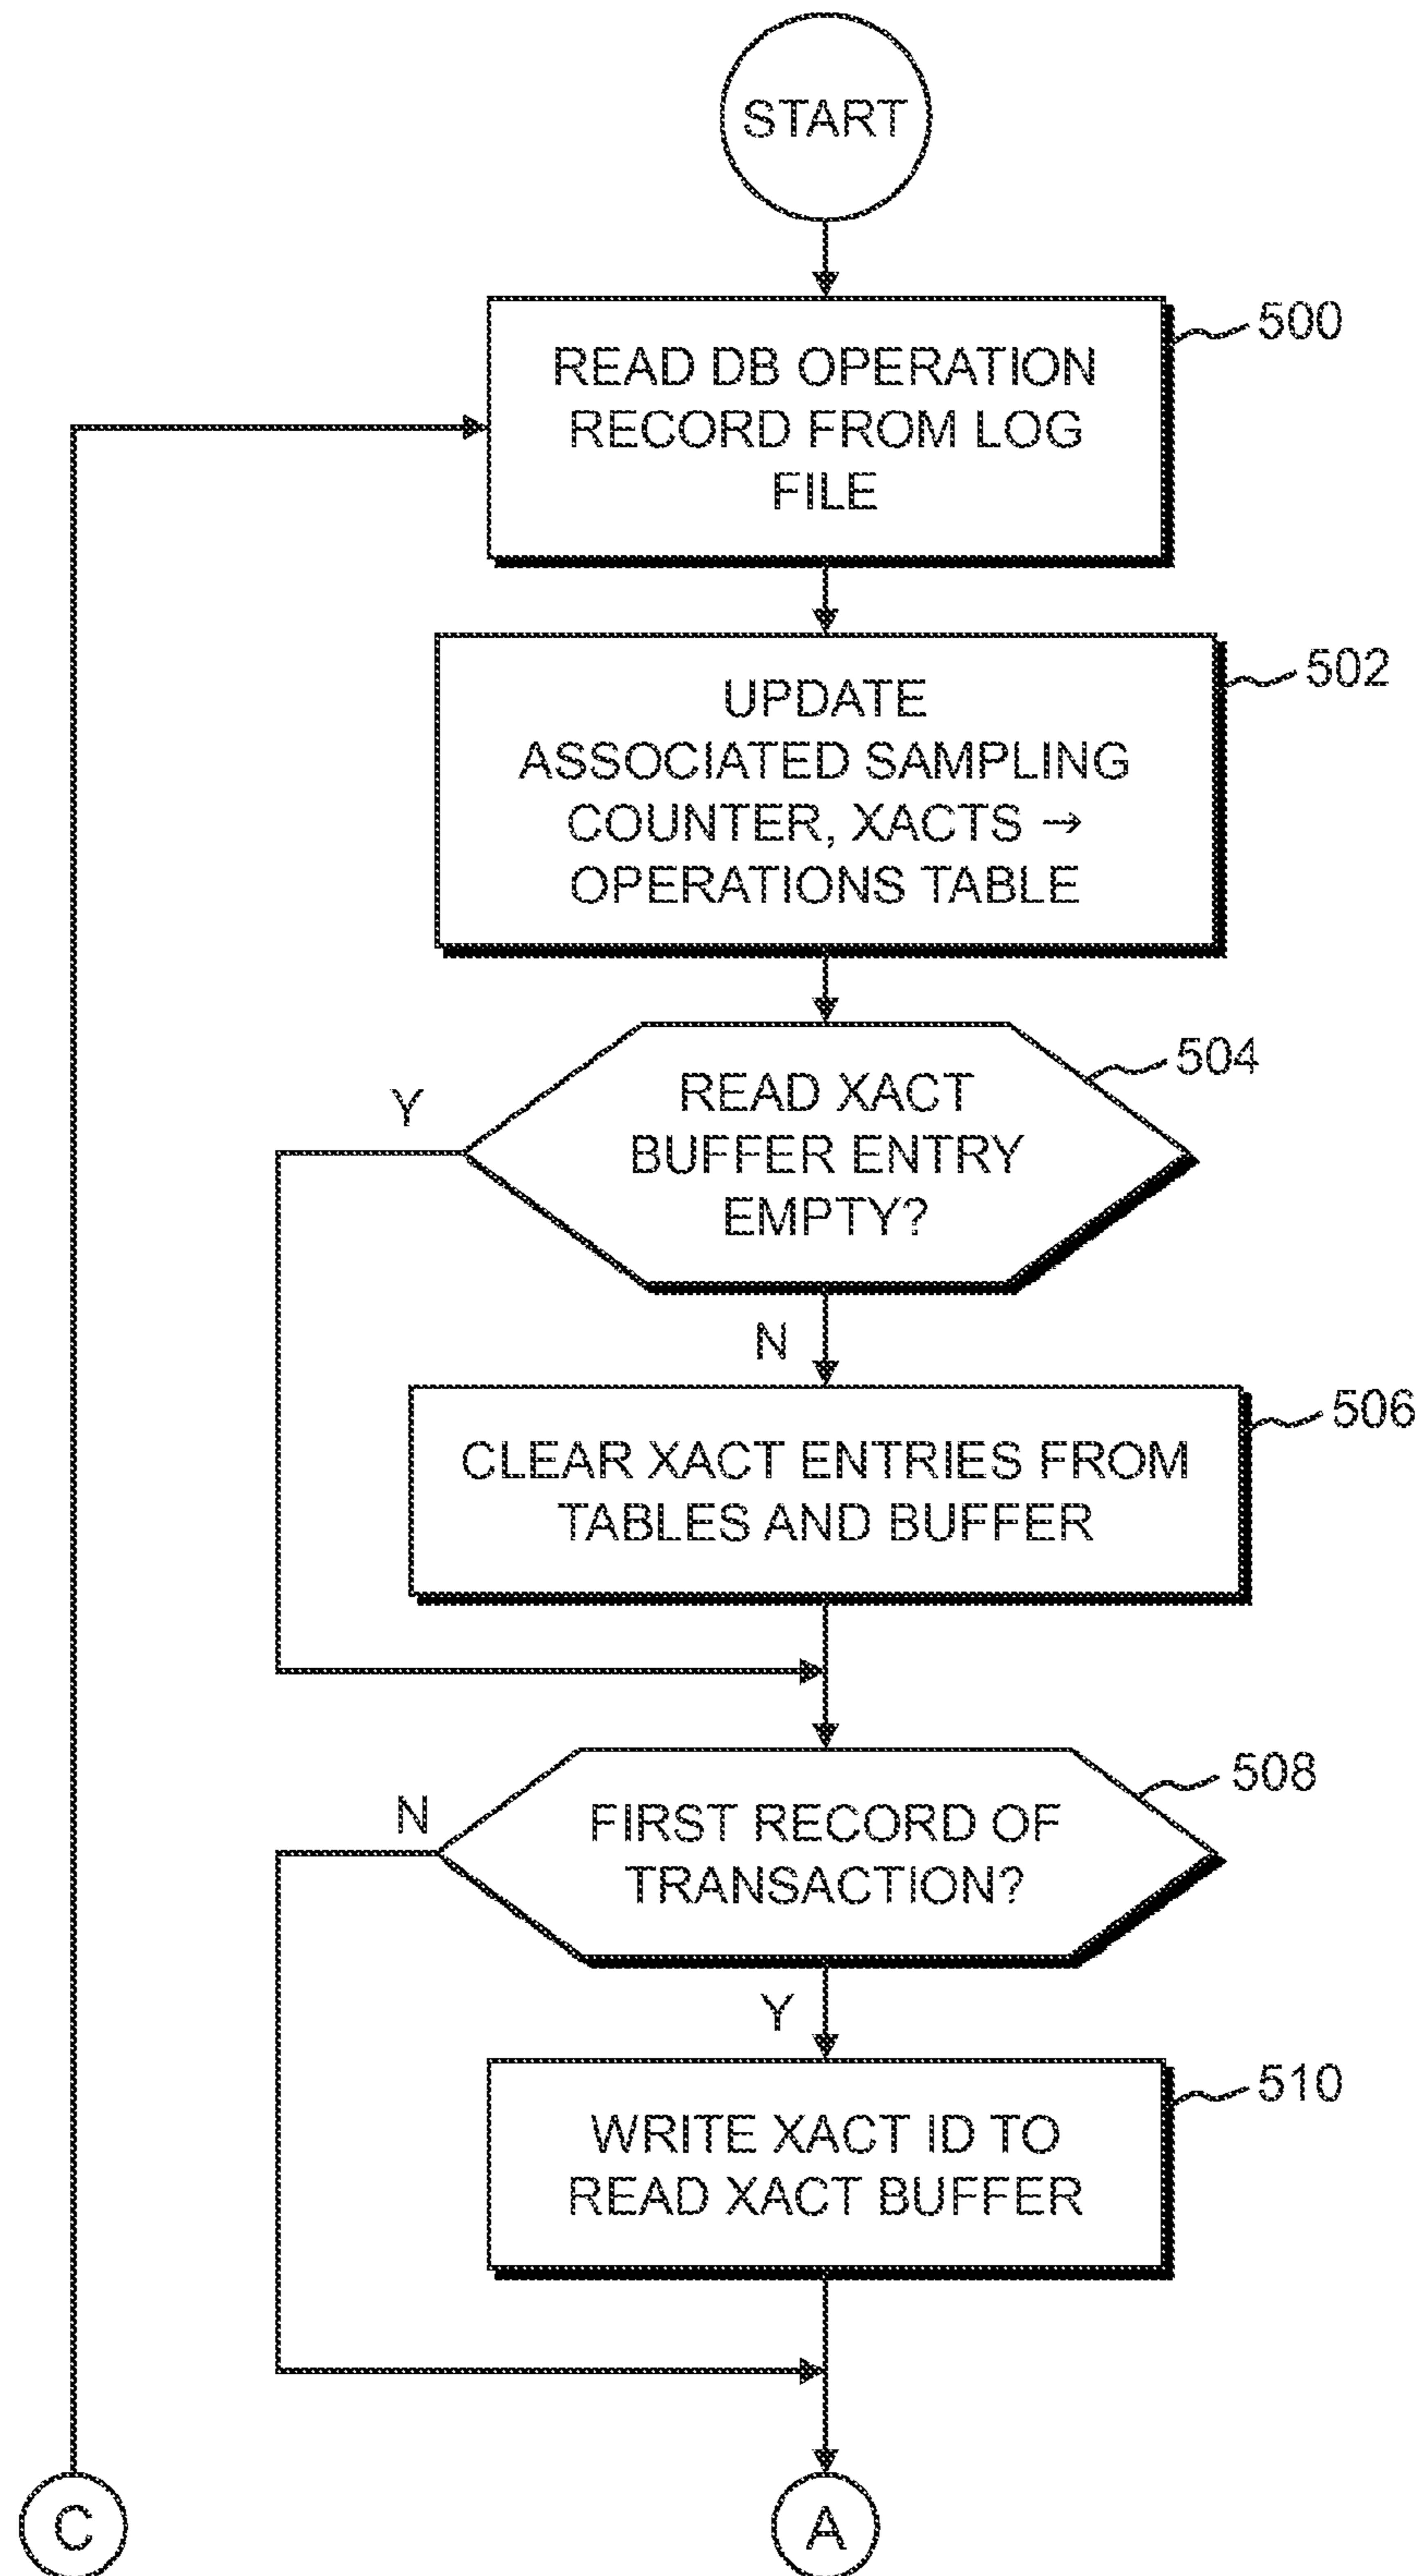 START
500
READ DB OPERATION
RECORD FROM LOG
FILE
502
UPDATE
ASSOCIATED SAMPLING
COUNTER, XACTS →
OPERATIONS TABLE
504
Y
READ XACT
BUFFER ENTRY
EMPTY?
N
506
CLEAR XACT ENTRIES FROM
TABLES AND BUFFER
508
N
FIRST RECORD OF
TRANSACTION?
Y
510
WRITE XACT ID TO
READ XACT BUFFER
C
A